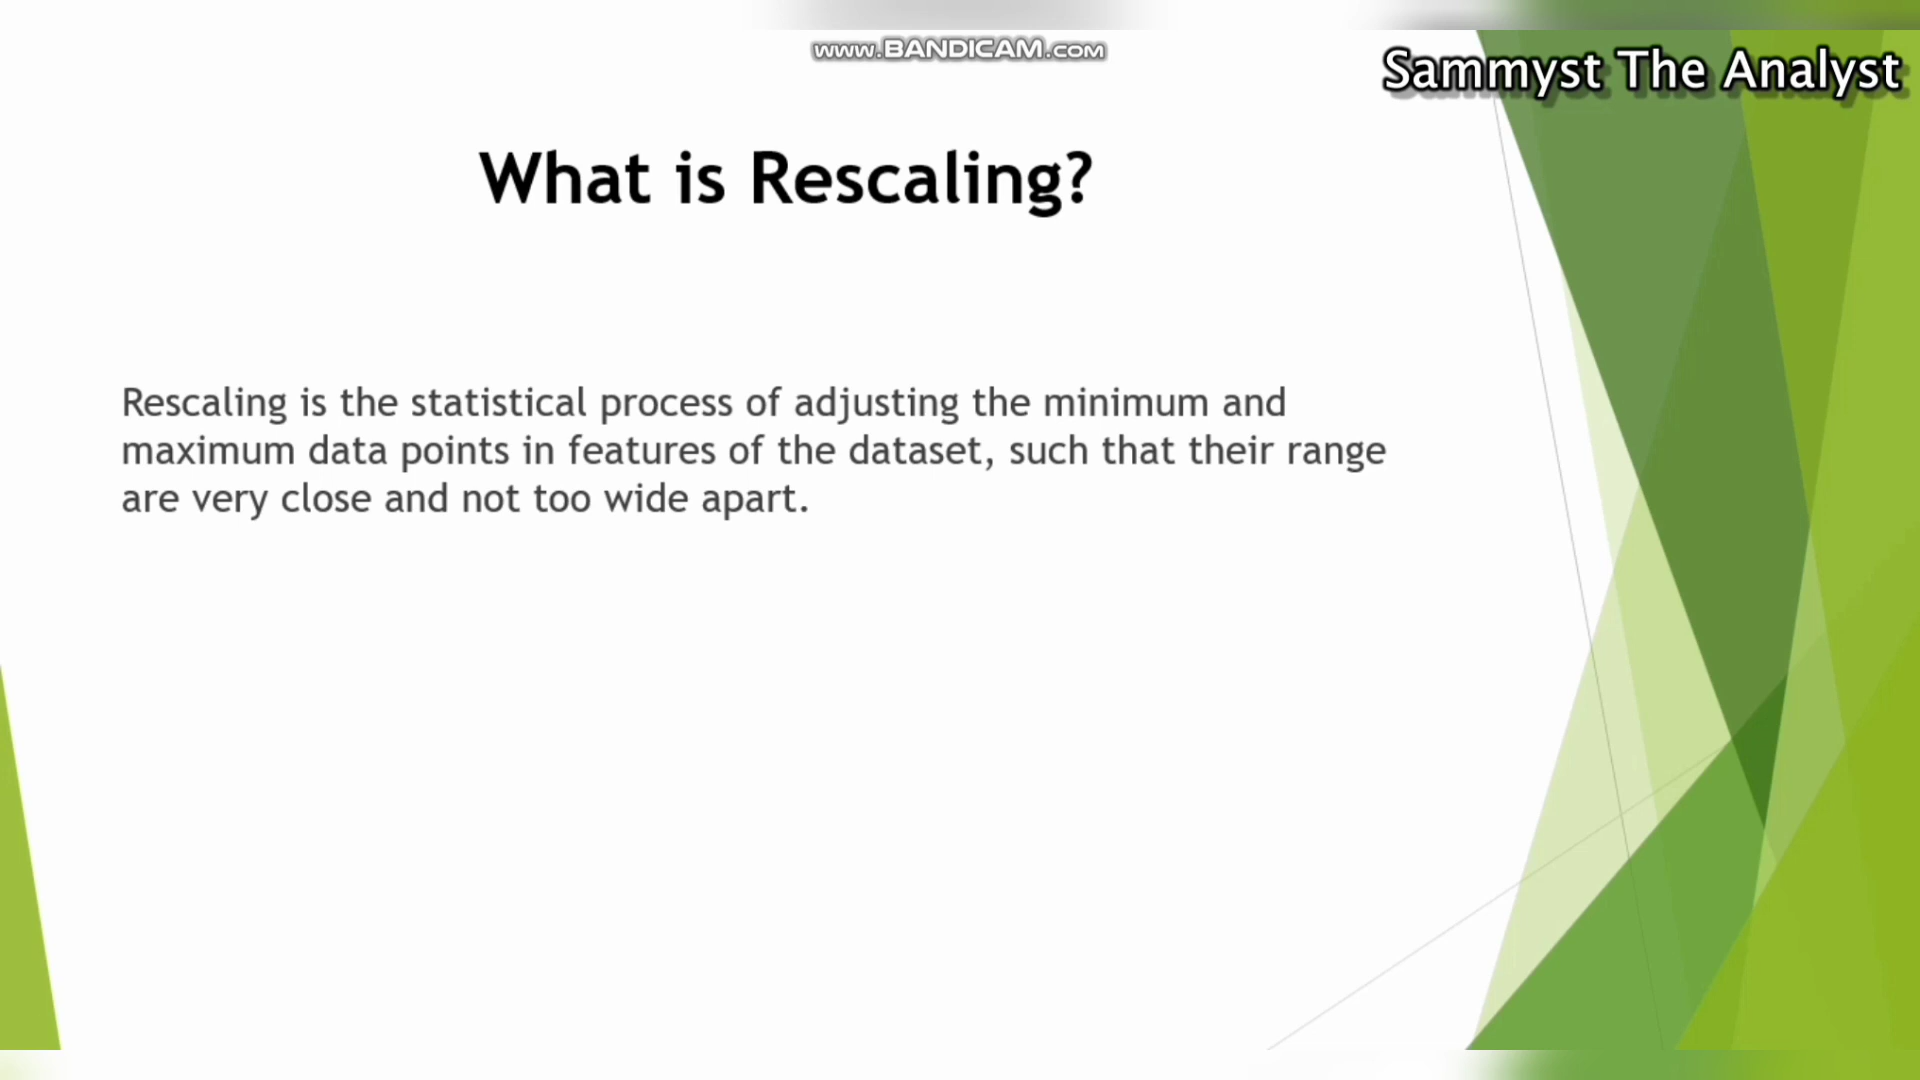 www.BANDICAM.com
Sammyst The Analyst
What is Rescaling?
Rescaling is the statistical process of adjusting the minimum and
maximum data points in features of the dataset, such that their range
are very close and not too wide apart.